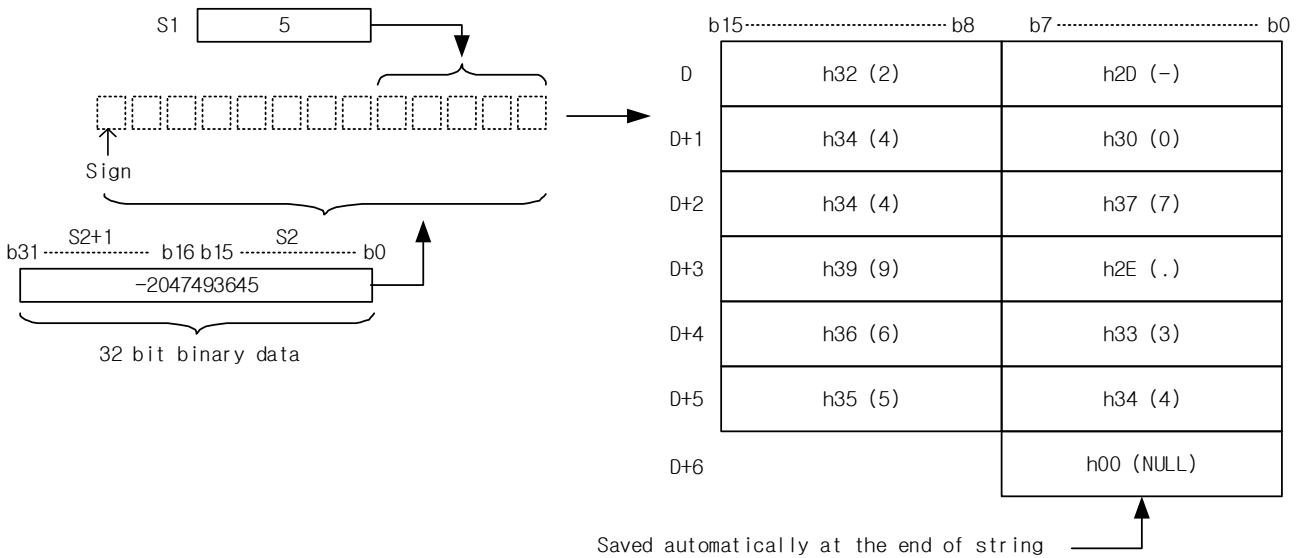 S1 5
Sign
b31 S2+1 b16 b15 S2 b0
-2047493645
32 bit binary data
b15 b8 b7 b0
D h32 (2) h2D (-)
D+1 h34 (4) h30 (0)
D+2 h34 (4) h37 (7)
D+3 h39 (9) h2E (.)
D+4 h36 (6) h33 (3)
D+5 h35 (5) h34 (4)
D+6 h00 (NULL)
Saved automatically at the end of string